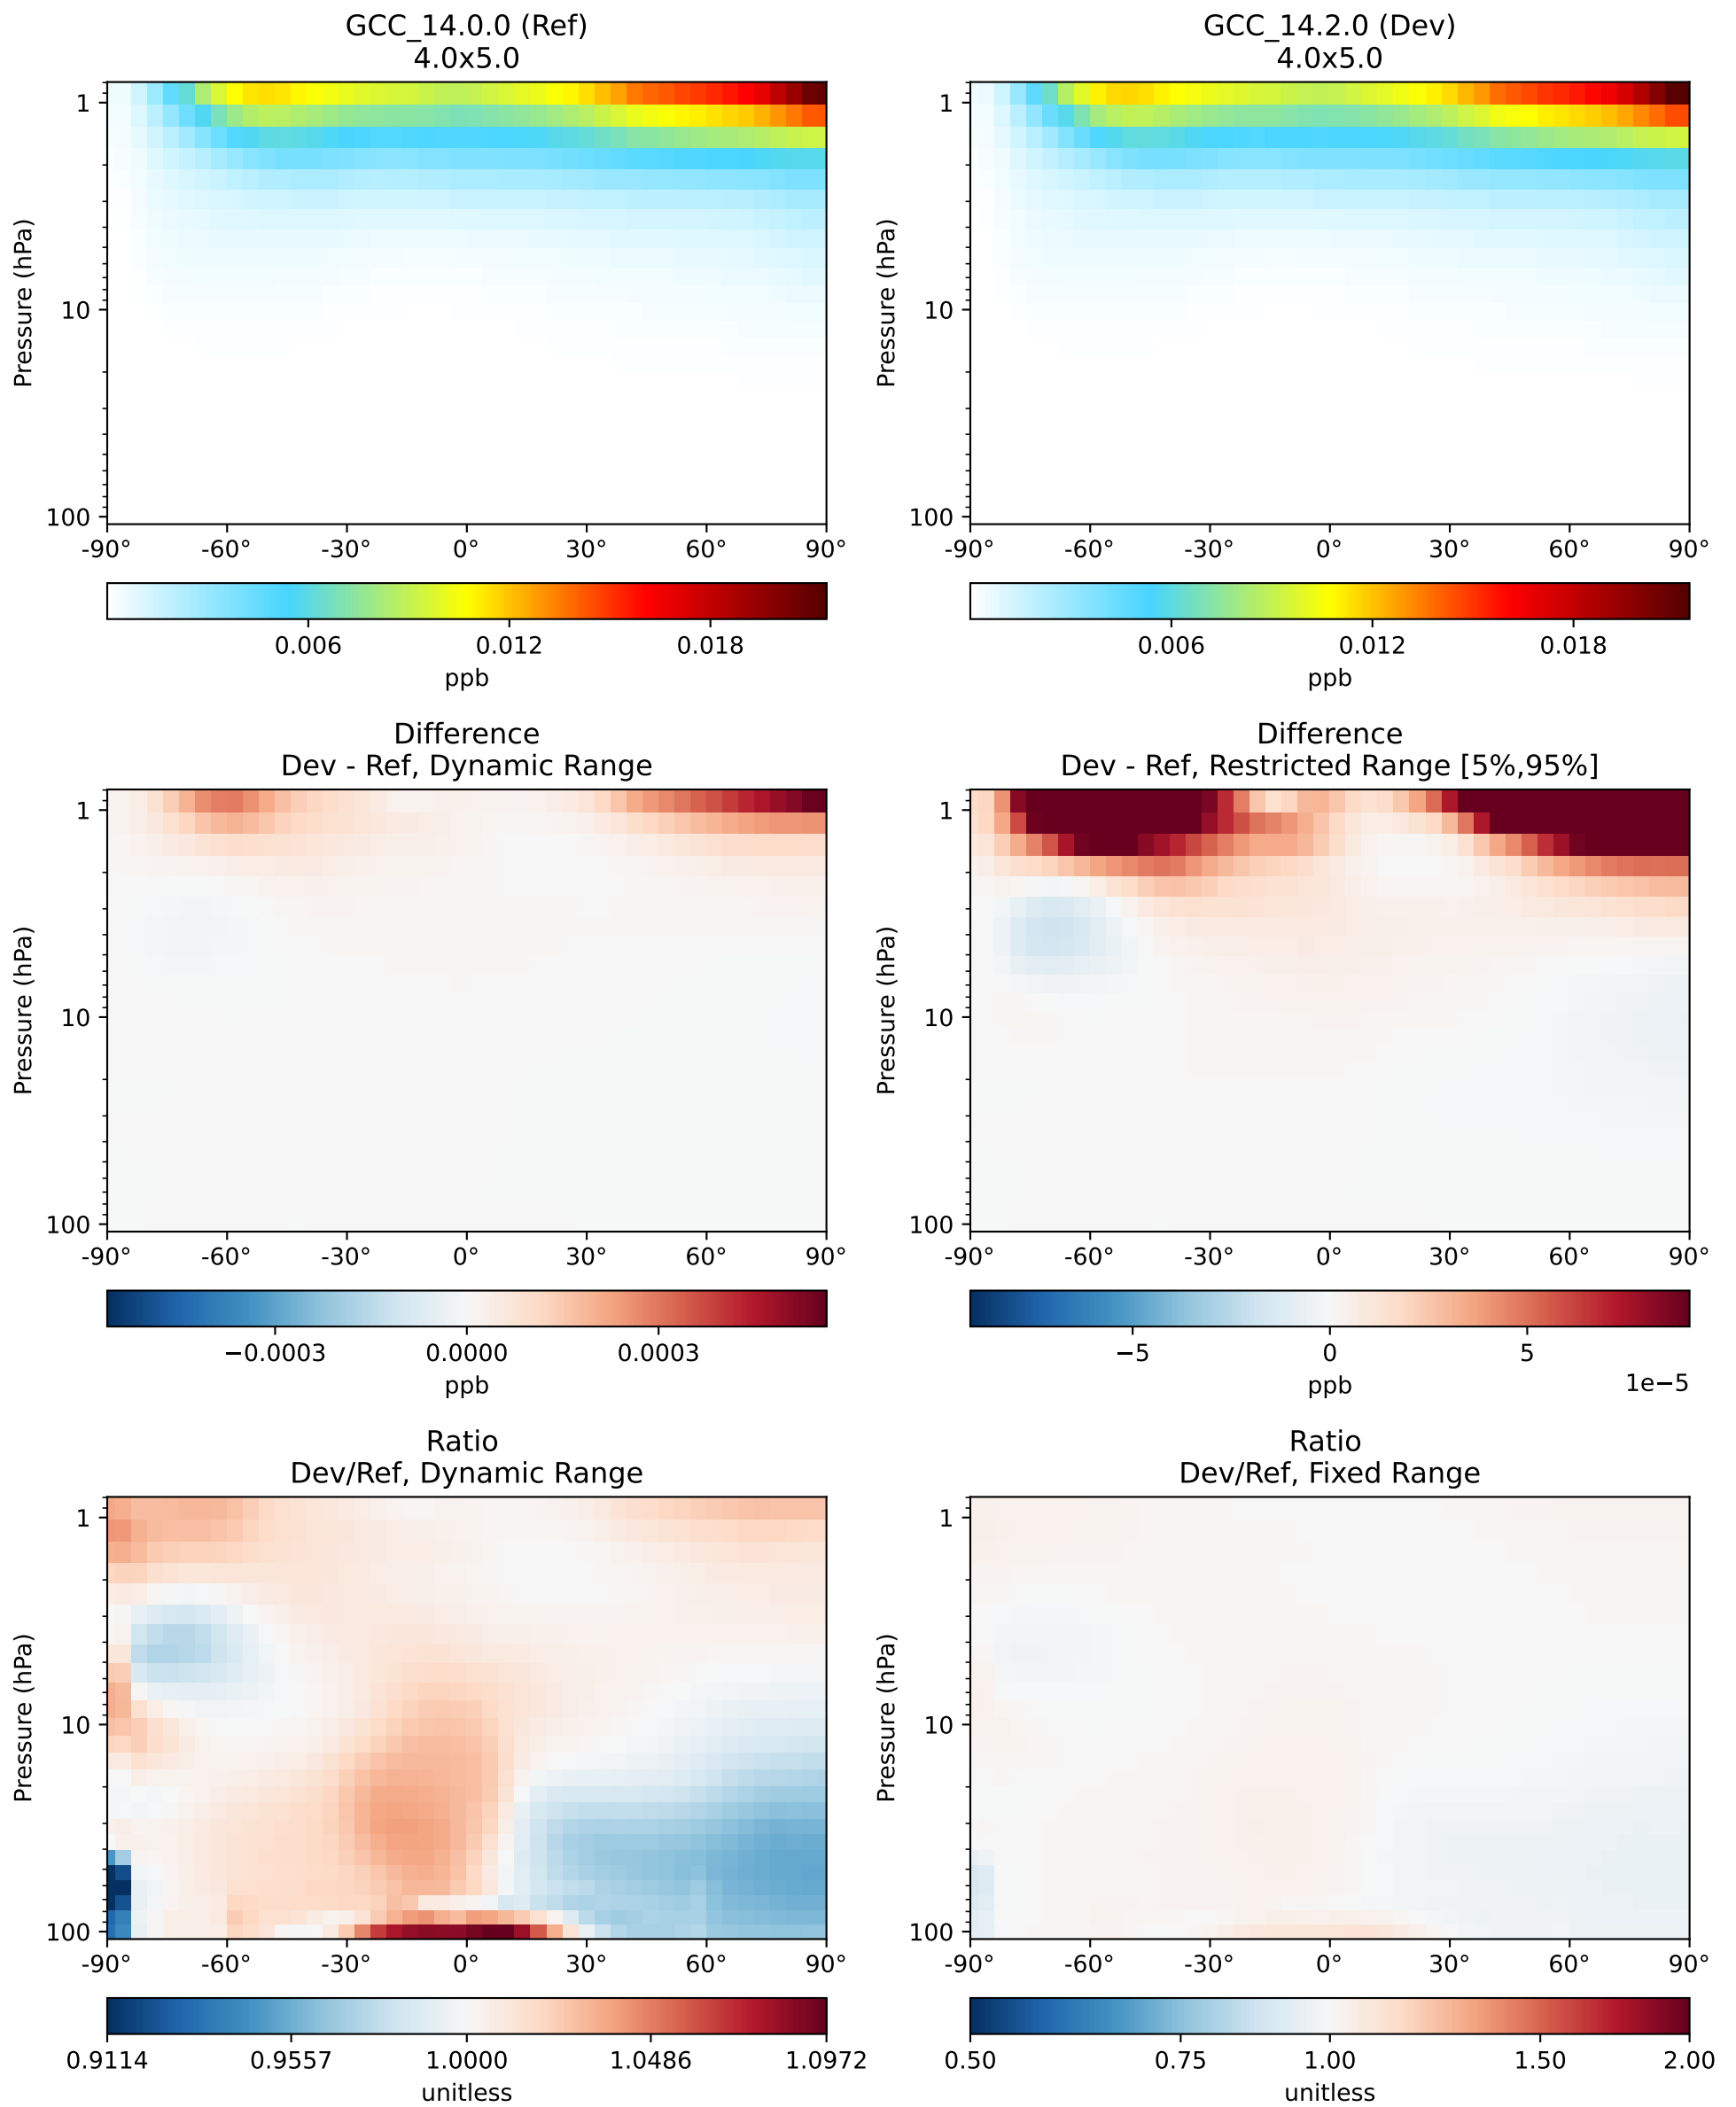 GCC_14.0.0 (Ref)
4.0x5.0
GCC_14.2.0 (Dev)
4.0x5.0
Pressure (hPa)
1
10
100
-90° -60° -30° 0° 30° 60° 90°
0.006 0.012 0.018
ppb
Pressure (hPa)
1
10
100
-90° -60° -30° 0° 30° 60° 90°
0.006 0.012 0.018
ppb
Difference
Dev - Ref, Dynamic Range
Difference
Dev - Ref, Restricted Range [5%,95%]
Pressure (hPa)
1
10
100
-90° -60° -30° 0° 30° 60° 90°
−0.0003 0.0000 0.0003
ppb
Pressure (hPa)
1
10
100
-90° -60° -30° 0° 30° 60° 90°
−5 0 5
1e−5
ppb
Ratio
Dev/Ref, Dynamic Range
Ratio
Dev/Ref, Fixed Range
Pressure (hPa)
1
10
100
-90° -60° -30° 0° 30° 60° 90°
0.9114 0.9557 1.0000 1.0486 1.0972
unitless
Pressure (hPa)
1
10
100
-90° -60° -30° 0° 30° 60° 90°
0.50 0.75 1.00 1.50 2.00
unitless